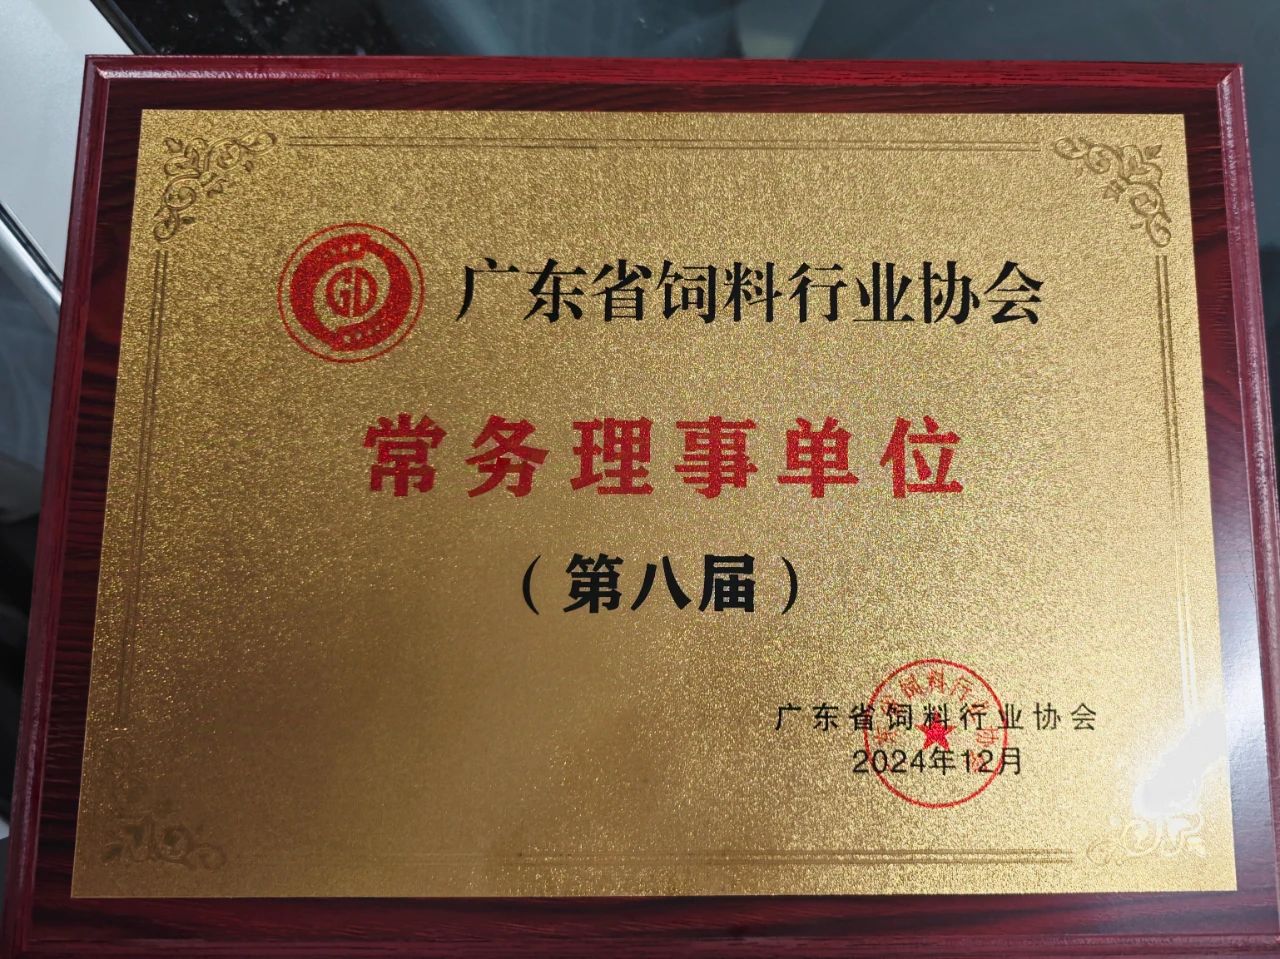 GD
广东省饲料行业协会
常务理事单位
（第八届）
广东省饲料行业协会
2024年12月